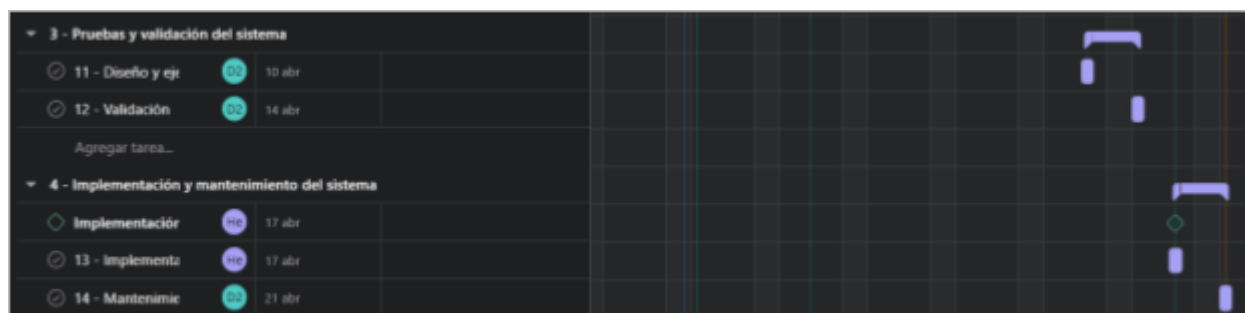 3 - Pruebas y validación del sistema
11 - Diseño y eje D2 10 abr
12 - Validación D2 14 abr
Agregar tarea...
4 - Implementación y mantenimiento del sistema
Implementación He 17 abr
13 - Implementa He 17 abr
14 - Mantenimie D2 21 abr